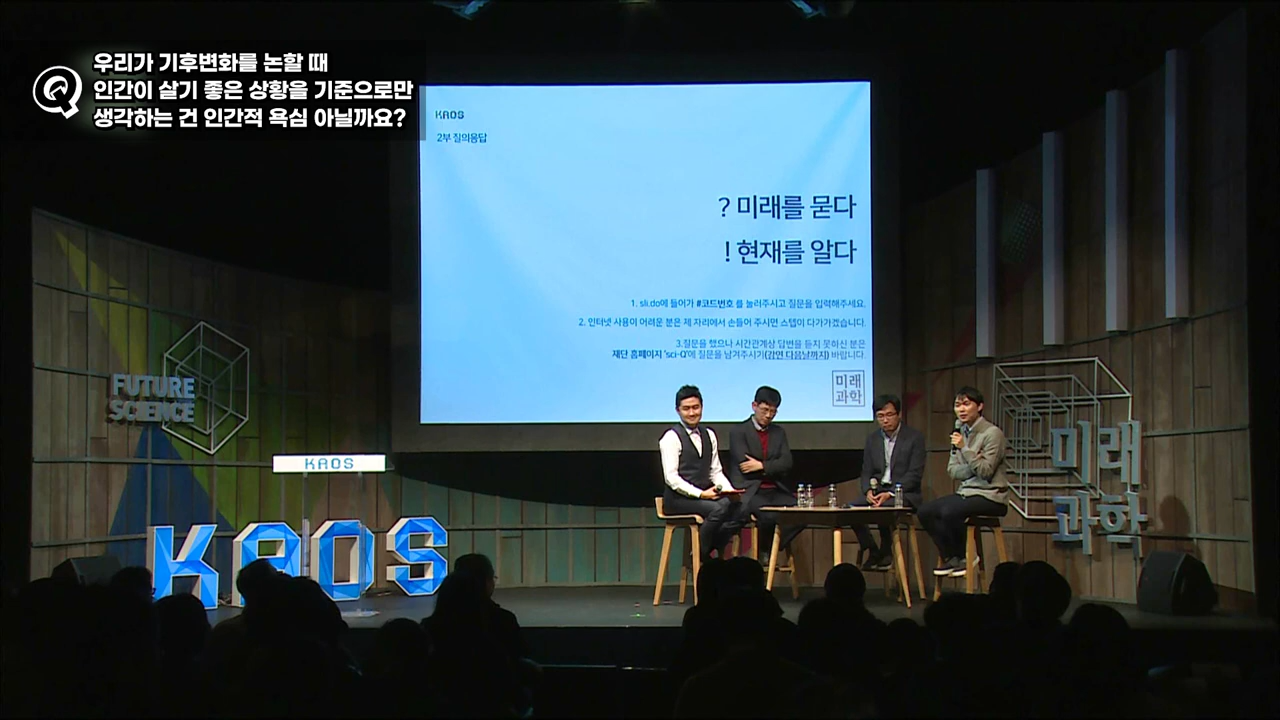 Q
우리가 기후변화를 논할 때
인간이 살기 좋은 상황을 기준으로만
생각하는 건 인간적 욕심 아닐까요?
KAOS
2부 질의응답
? 미래를 묻다
! 현재를 알다
1. sli.do에 들어가 #코드번호 를 눌러주시고 질문을 입력해주세요.
2. 인터넷 사용이 어려운 분은 제 자리에서 손들어 주시면 스텝이 다가가겠습니다.
3.질문을 했으나 시간관계상 답변을 듣지 못하신 분은
재단 홈페이지 'sci-Q'에 질문을 남겨주시기(강연 다음날까지) 바랍니다.
미래
과학
FUTURE
SCIENCE
KAOS
KAOS
미래
과학